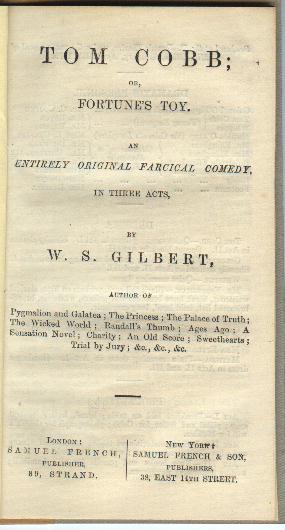 TOM COBB;
OR,
FORTUNE'S TOY.
AN
ENTIRELY ORIGINAL FARCICAL COMEDY,
IN THREE ACTS,
BY
W. S. GILBERT,
AUTHOR OF
Pygmalion and Galatea; The Princess; The Palace of Truth;
The Wicked World; Randall's Thumb; Ages Ago; A
Sensation Novel; Charity; An Old Score; Sweethearts;
Trial by Jury; &c., &c., &c.
LONDON:
SAMUEL FRENCH,
PUBLISHER,
89, STRAND.
NEW YORK:
SAMUEL FRENCH & SON,
PUBLISHERS,
38, EAST 14TH STREET.